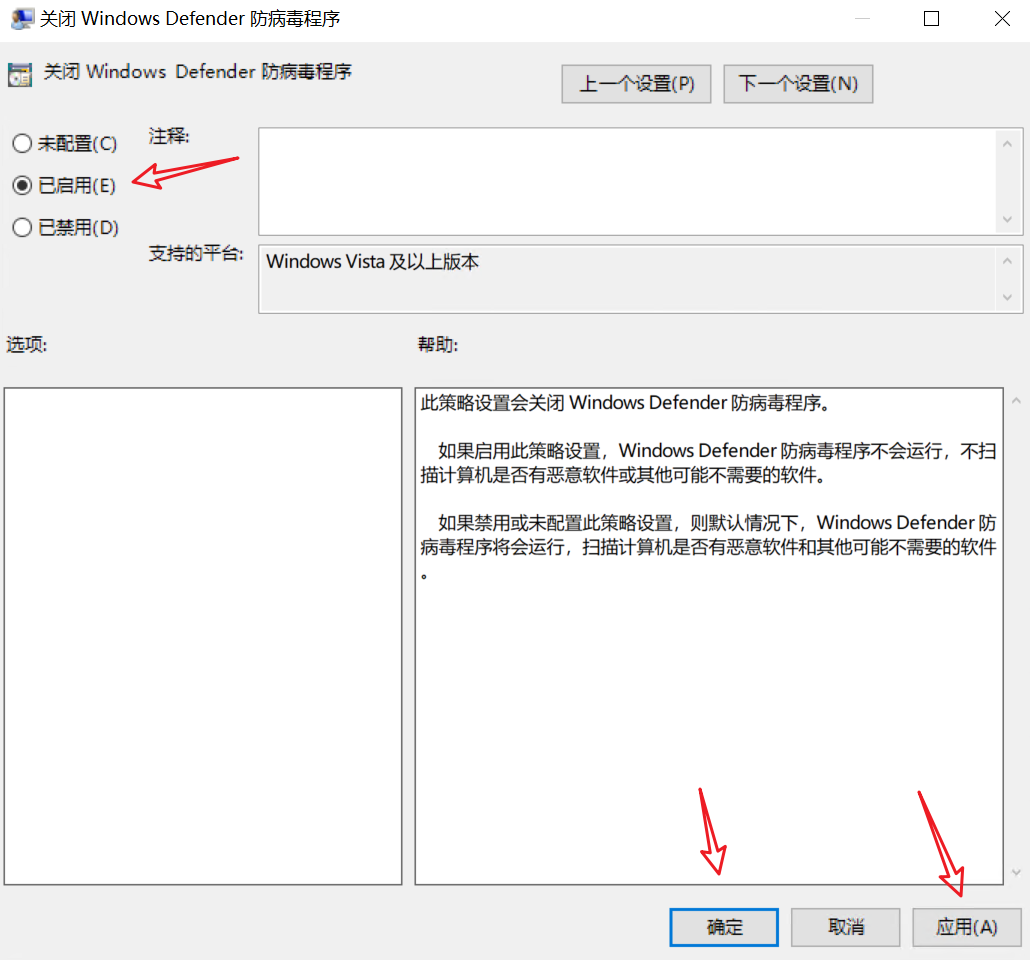 关闭 Windows Defender 防病毒程序
关闭 Windows Defender 防病毒程序
上一个设置(P)
下一个设置(N)
未配置(C)
已启用(E)
已禁用(D)
注释:
支持的平台:
Windows Vista 及以上版本
选项:
帮助:
此策略设置会关闭 Windows Defender 防病毒程序。
如果启用此策略设置，Windows Defender 防病毒程序不会运行，不扫
描计算机是否有恶意软件或其他可能不需要的软件。
如果禁用或未配置此策略设置，则默认情况下，Windows Defender 防
病毒程序将会运行，扫描计算机是否有恶意软件和其他可能不需要的软件
。
确定
取消
应用(A)